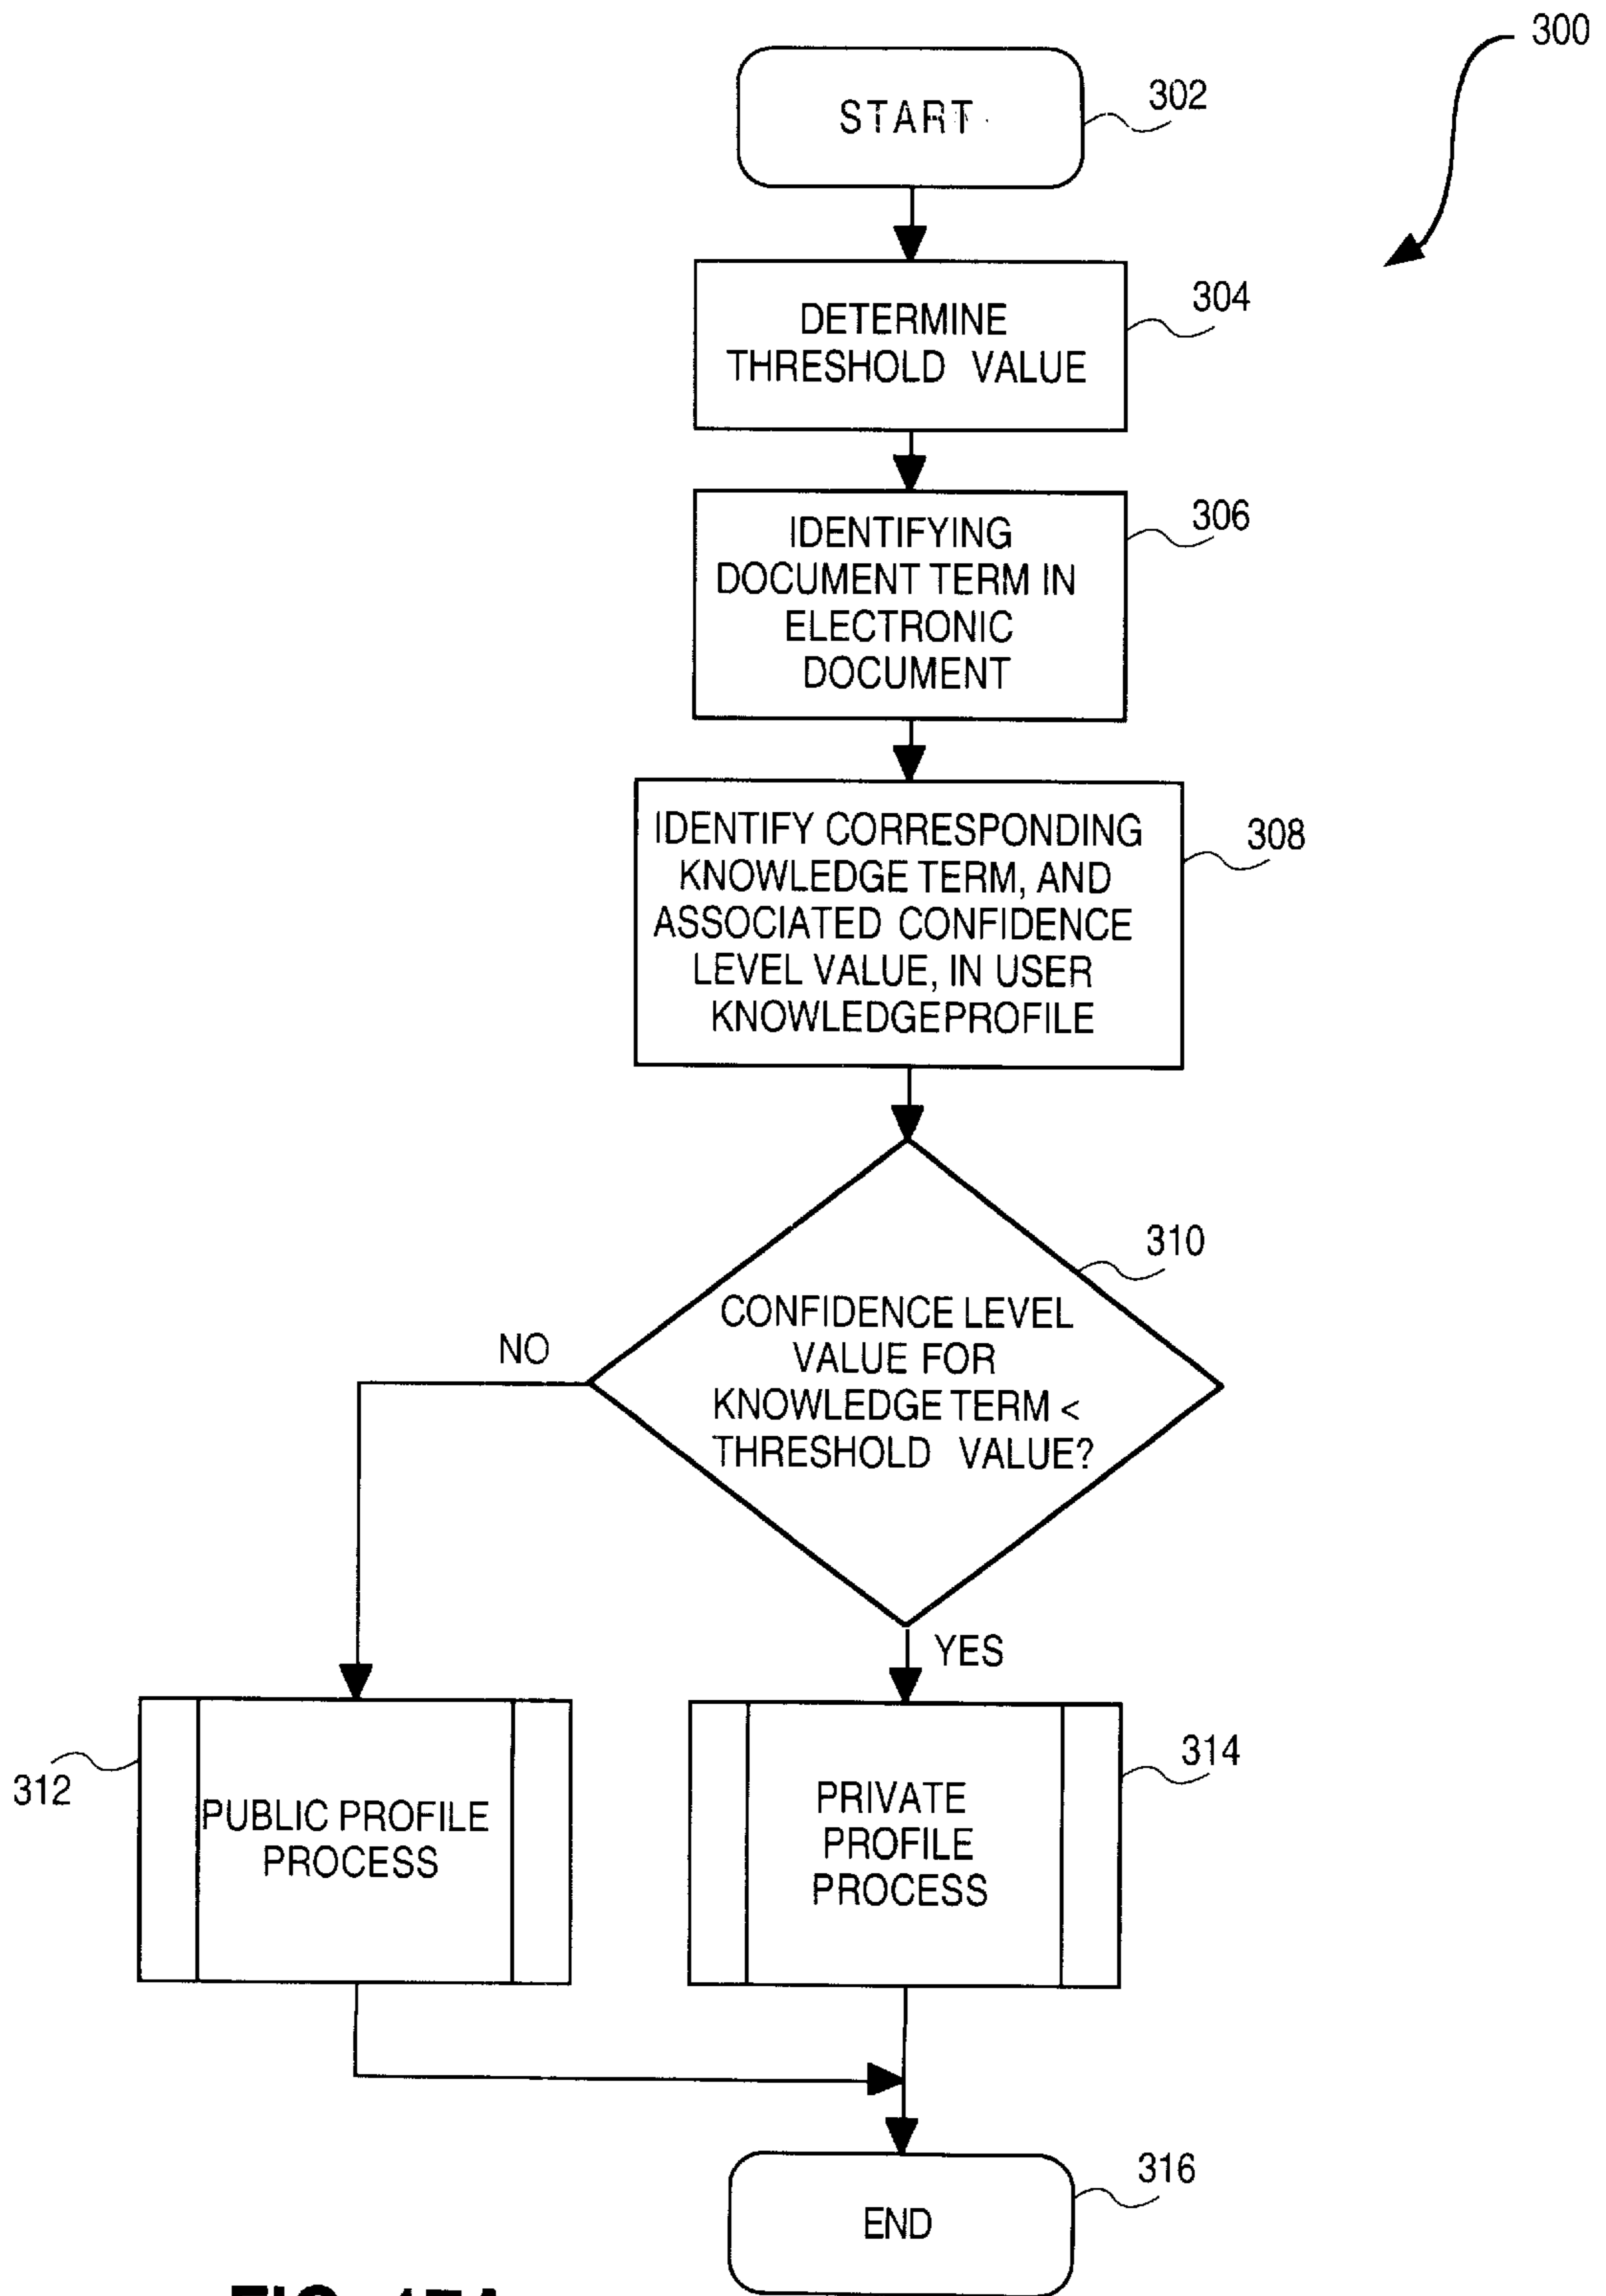 300
START
302
DETERMINE
THRESHOLD VALUE
304
IDENTIFYING
DOCUMENT TERM IN
ELECTRONIC
DOCUMENT
306
IDENTIFY CORRESPONDING
KNOWLEDGE TERM, AND
ASSOCIATED CONFIDENCE
LEVEL VALUE, IN USER
KNOWLEDGEPROFILE
308
310
CONFIDENCE LEVEL
VALUE FOR
KNOWLEDGE TERM <
THRESHOLD VALUE?
NO
YES
312
PUBLIC PROFILE
PROCESS
314
PRIVATE
PROFILE
PROCESS
316
END